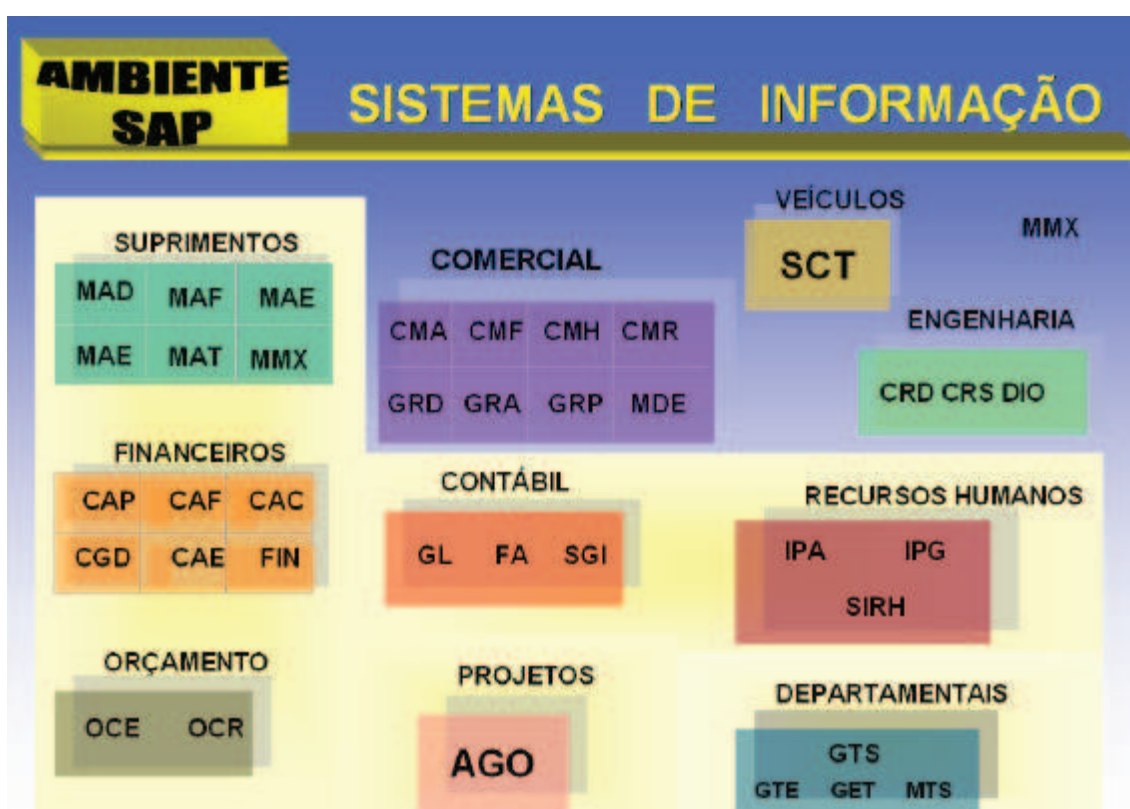 AMBIENTE
SAP
SISTEMAS DE INFORMAÇÃO
SUPRIMENTOS
MAD MAF MAE
MAE MAT MMX
COMERCIAL
CMA CMF CMH CMR
GRD GRA GRP MDE
VEÍCULOS
SCT
MMX
ENGENHARIA
CRD CRS DIO
FINANCEIROS
CAP CAF CAC
CGD CAE FIN
CONTÁBIL
GL FA SGI
RECURSOS HUMANOS
IPA IPG
SIRH
ORÇAMENTO
OCE OCR
PROJETOS
AGO
DEPARTAMENTAIS
GTS
GTE GET MTS